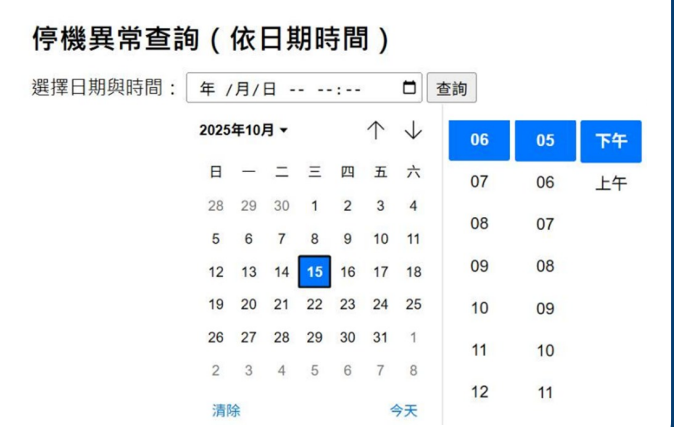 停機異常查詢（依日期時間）
選擇日期與時間： 年 /月/日 -- --:-- 查詢
2025年10月
日 一 二 三 四 五 六
28 29 30 1 2 3 4
5 6 7 8 9 10 11
12 13 14 15 16 17 18
19 20 21 22 23 24 25
26 27 28 29 30 31 1
2 3 4 5 6 7 8
清除 今天
06 05 下午
07 06 上午
08 07
09 08
10 09
11 10
12 11